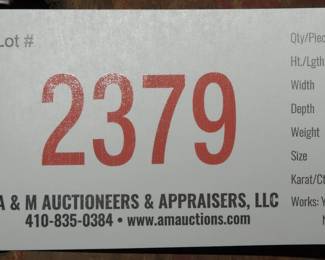 Lot #
2379
A & M AUCTIONEERS & APPRAISERS, LLC
410-835-0384 • www.amauctions.com
Qty/Piec
Ht./Lgth
Width
Depth
Weight
Size
Karat/Ct
Works: Y
N